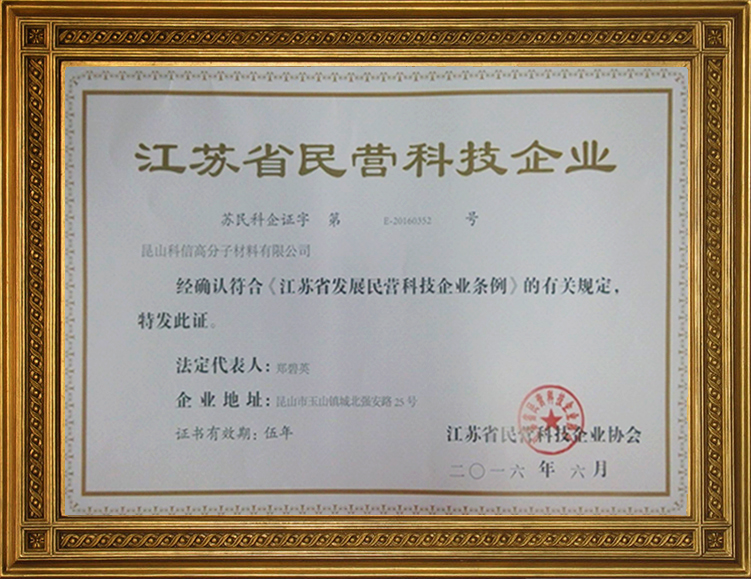 江苏省民营科技企业
苏民科企证字 第 E-20160352 号
昆山科信高分子材料有限公司
经确认符合《江苏省发展民营科技企业条例》的有关规定，
特发此证。
法定代表人：郑碧英
企业地址：昆山市玉山镇城北强安路25号
证书有效期：伍年
江苏省民营科技企业协会
二〇一六年六月